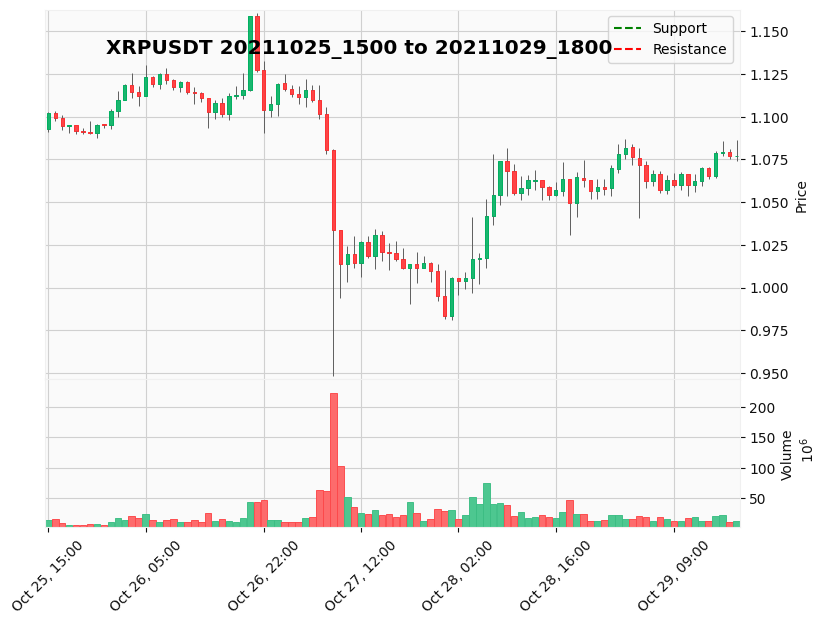 XRPUSDT 20211025_1500 to 20211029_1800
Support
Resistance
1.150
1.125
1.100
1.075
1.050
1.025
1.000
0.975
0.950
Price
200
150
100
50
Volume
10^6
Oct 25, 15:00
Oct 26, 05:00
Oct 26, 22:00
Oct 27, 12:00
Oct 28, 02:00
Oct 28, 16:00
Oct 29, 09:00